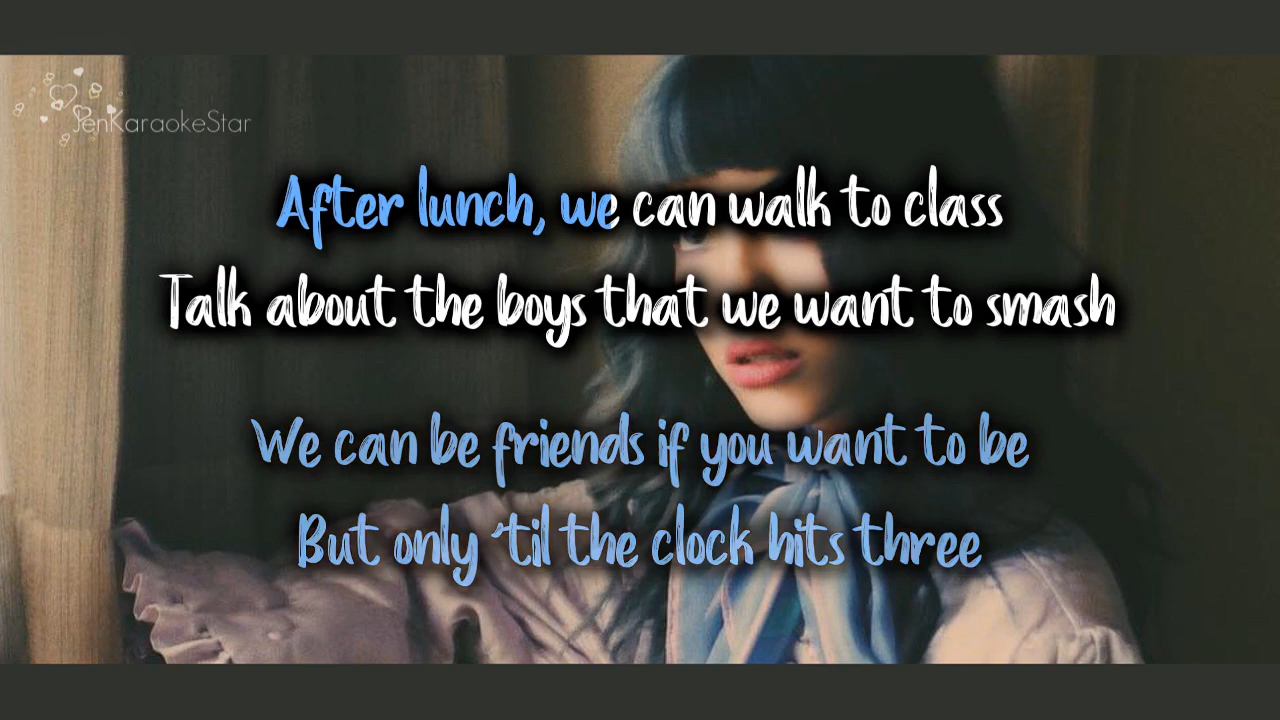 JenKaraokeStar
After lunch, we can walk to class
Talk about the boys that we want to smash
We can be friends if you want to be
But only 'til the clock hits three